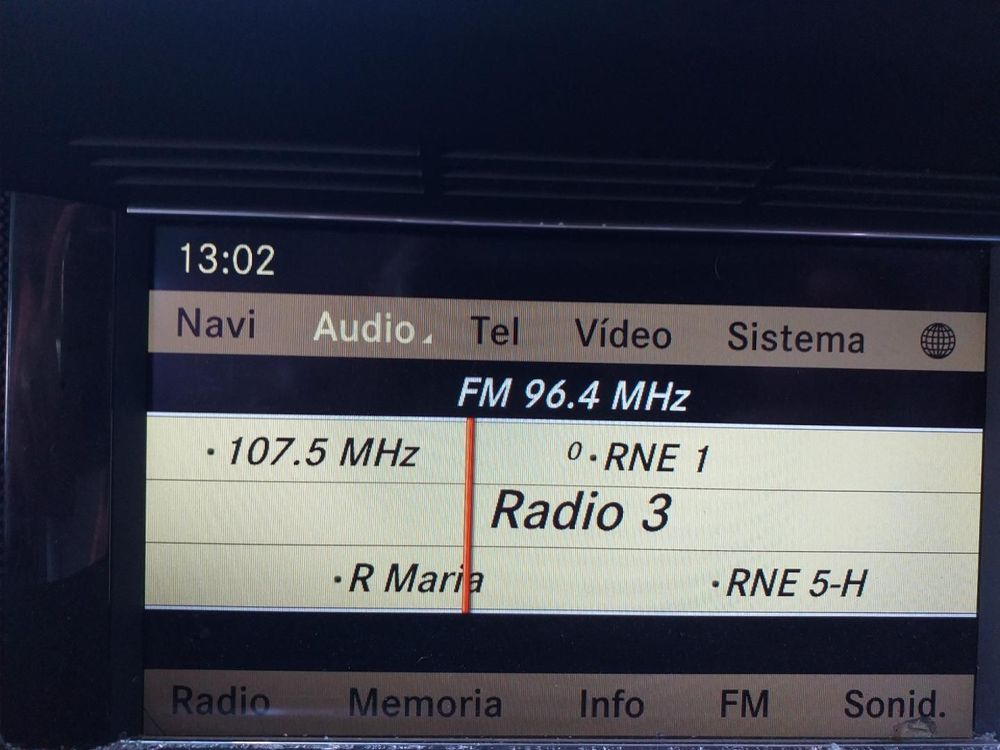 13:02
Navi Audio Tel Vídeo Sistema
FM 96.4 MHz
· 107.5 MHz 0 · RNE 1
Radio 3
· R Maria · RNE 5-H
Radio Memoria Info FM Sonid.